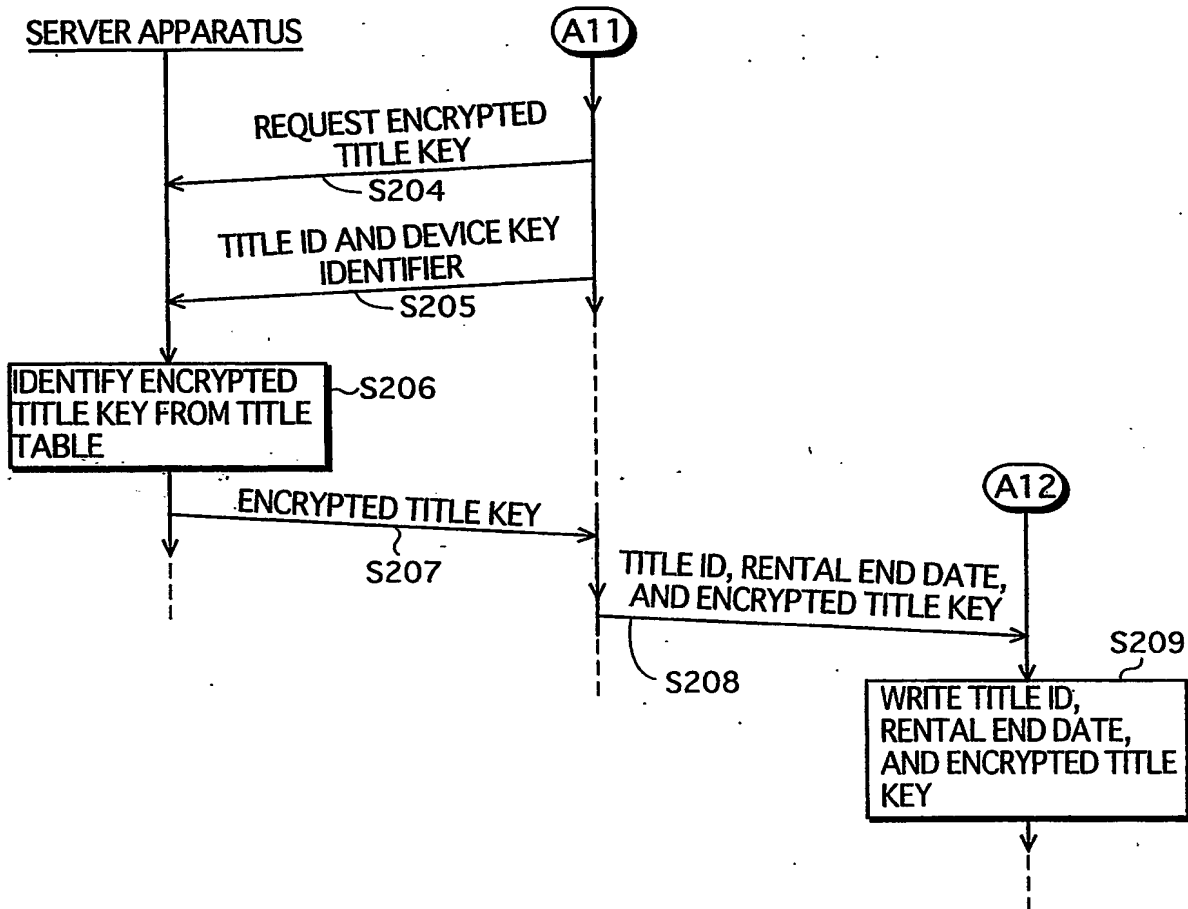 SERVER APPARATUS
A11
REQUEST ENCRYPTED
TITLE KEY
S204
TITLE ID AND DEVICE KEY
IDENTIFIER
S205
IDENTIFY ENCRYPTED
TITLE KEY FROM TITLE
TABLE
S206
A12
ENCRYPTED TITLE KEY
S207
TITLE ID, RENTAL END DATE,
AND ENCRYPTED TITLE KEY
S208
S209
WRITE TITLE ID,
RENTAL END DATE,
AND ENCRYPTED TITLE
KEY